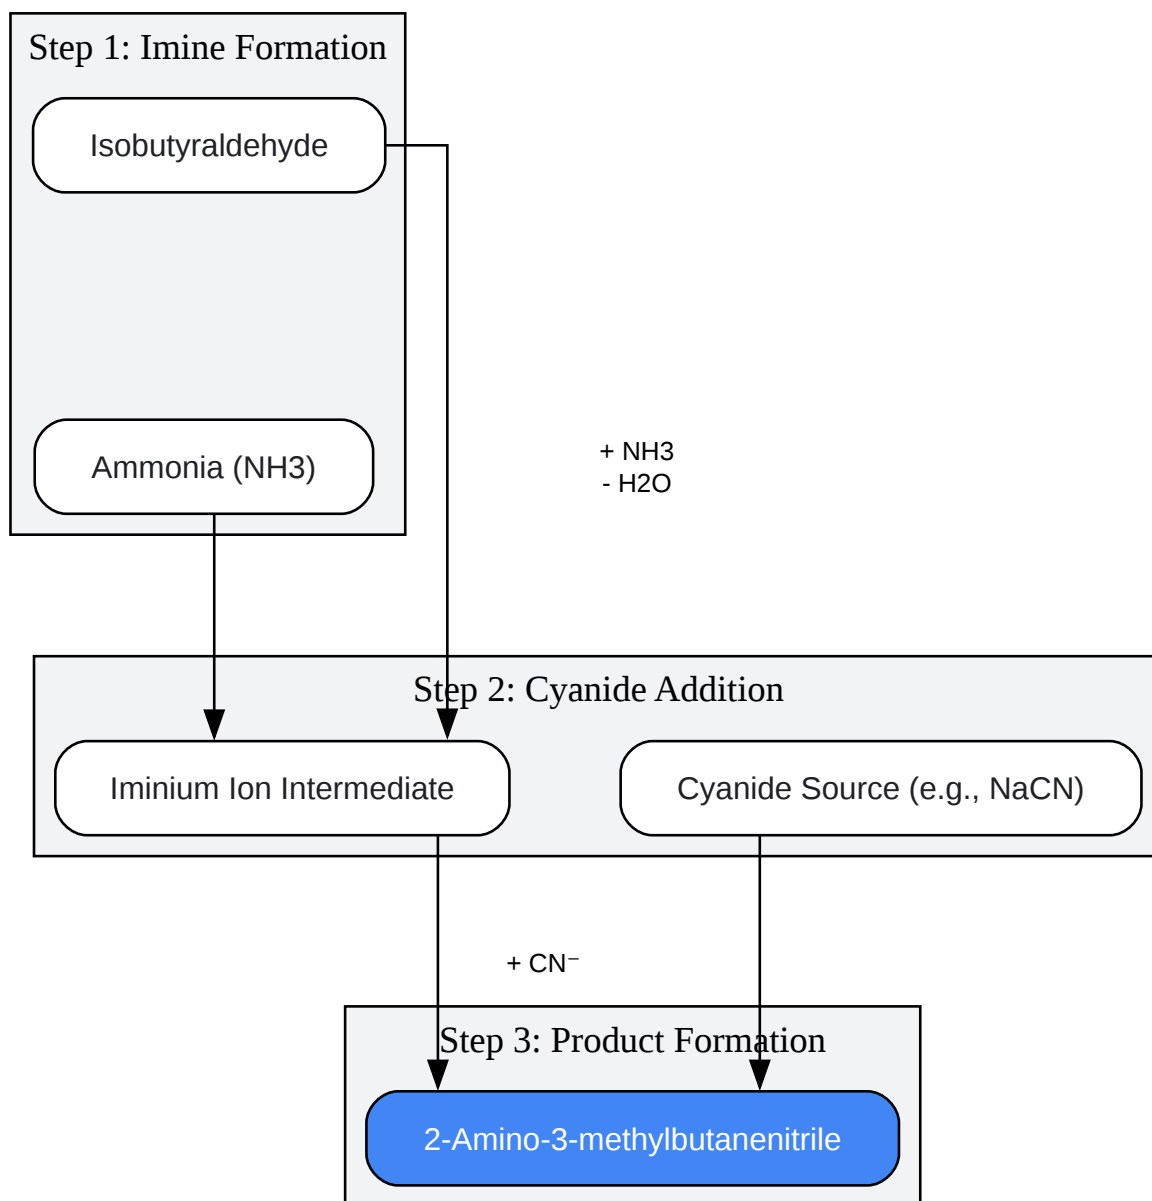 Step 1: Imine Formation
Isobutyraldehyde
Ammonia (NH3)
+ NH3
- H2O
Step 2: Cyanide Addition
Iminium Ion Intermediate
Cyanide Source (e.g., NaCN)
+ CN⁻
Step 3: Product Formation
2-Amino-3-methylbutanenitrile